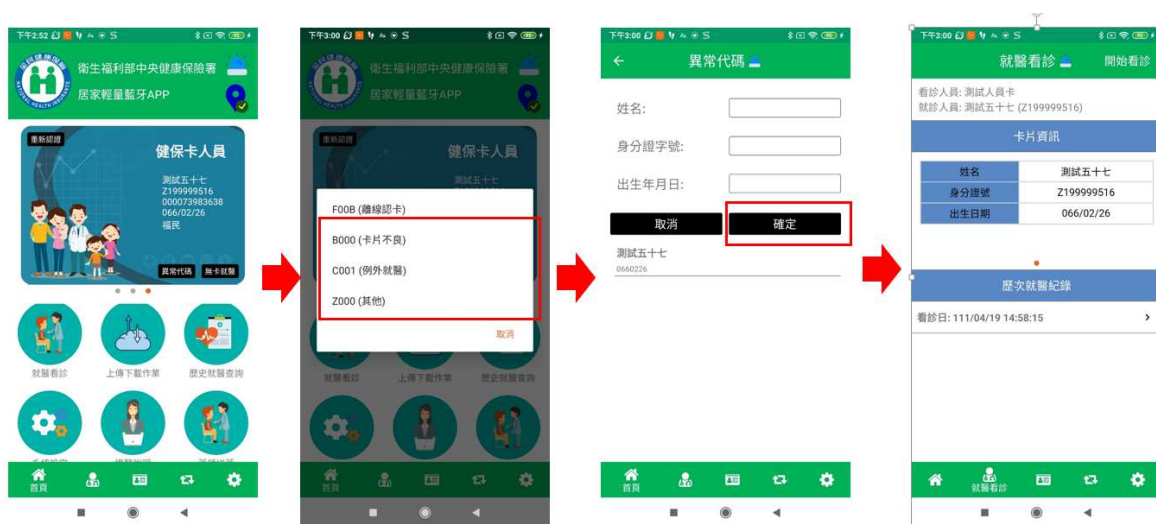 下午2:52
衛生福利部中央健康保險署
居家輕量藍牙APP
重新認證
健保卡人員
測試五十七
Z199999516
000073983638
066/02/26
福民
異常代碼
無卡就醫
就醫看診
上傳下載作業
歷史就醫查詢
首頁
下午3:00
衛生福利部中央健康保險署
居家輕量藍牙APP
重新認證
健保卡人員
測試五十七
F00B (離線認卡)
B000 (卡片不良)
C001 (例外就醫)
Z000 (其他)
取消
就醫看診
上傳下載作業
歷史就醫查詢
首頁
下午3:00
異常代碼
姓名:
身分證字號:
出生年月日:
取消
確定
測試五十七
0660226
首頁
下午3:00
就醫看診
開始看診
看診人員: 測試人員卡
就診人員: 測試五十七 (Z199999516)
卡片資訊
姓名 測試五十七
身分證號 Z199999516
出生日期 066/02/26
歷次就醫紀錄
看診日: 111/04/19 14:58:15
就醫看診